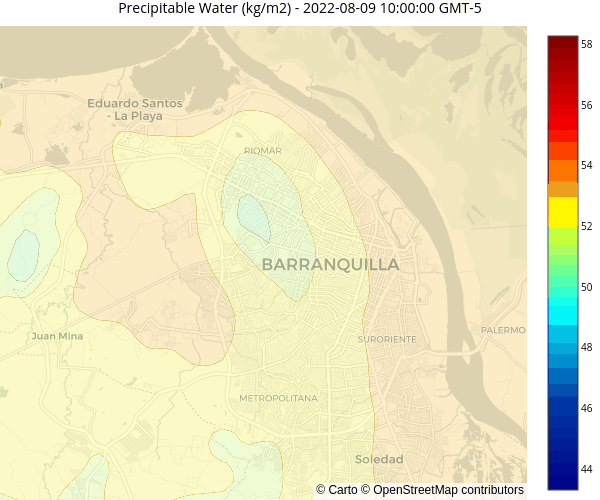 Precipitable Water (kg/m2) - 2022-08-09 10:00:00 GMT-5
58
56
54
52
50
48
46
44
Eduardo Santos
- La Playa
RIOMAR
BARRANQUILLA
Juan Mina
PALERMO
SURORIENTE
METROPOLITANA
Soledad
© Carto © OpenStreetMap contributors